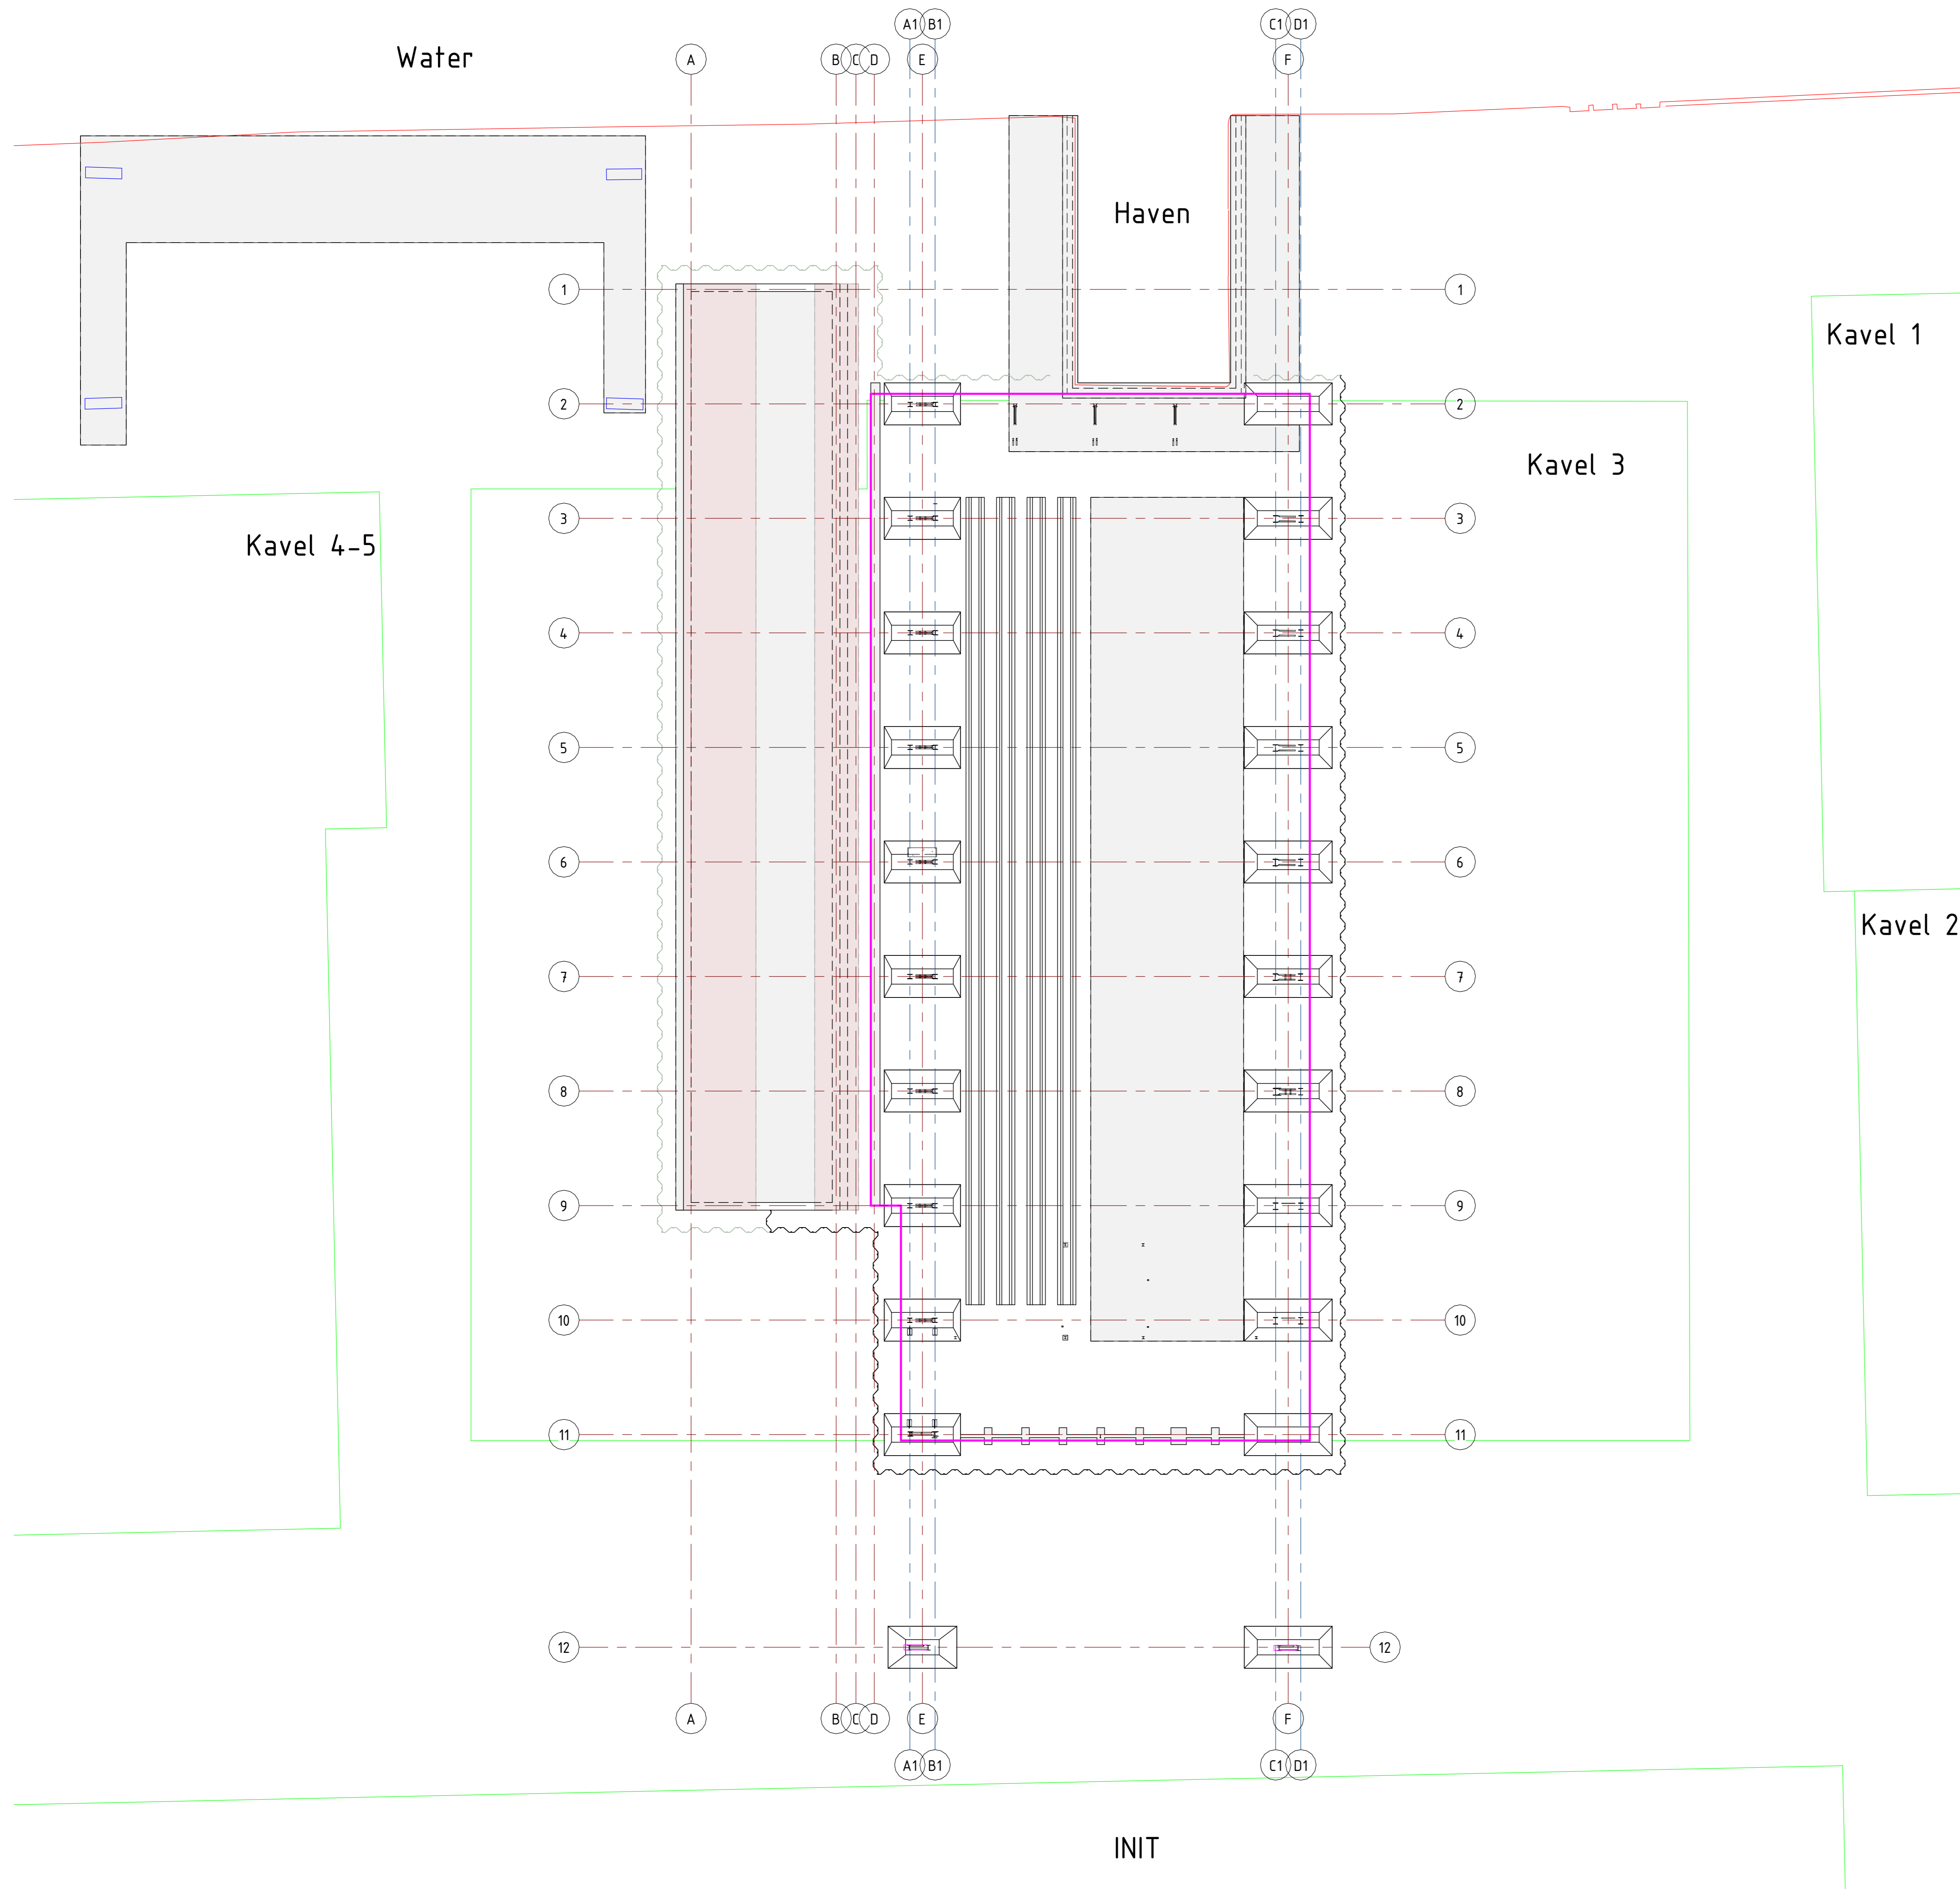 A1 B1 C1 D1
Water
A B C D E F
Haven
1 1
Kavel 1
2 2
Kavel 3
3 3
Kavel 4-5
4 4
5 5
6 6
Kavel 2
7 7
8 8
9 9
10 10
11 11
12 12
A B C D E F
A1 B1 C1 D1
INIT